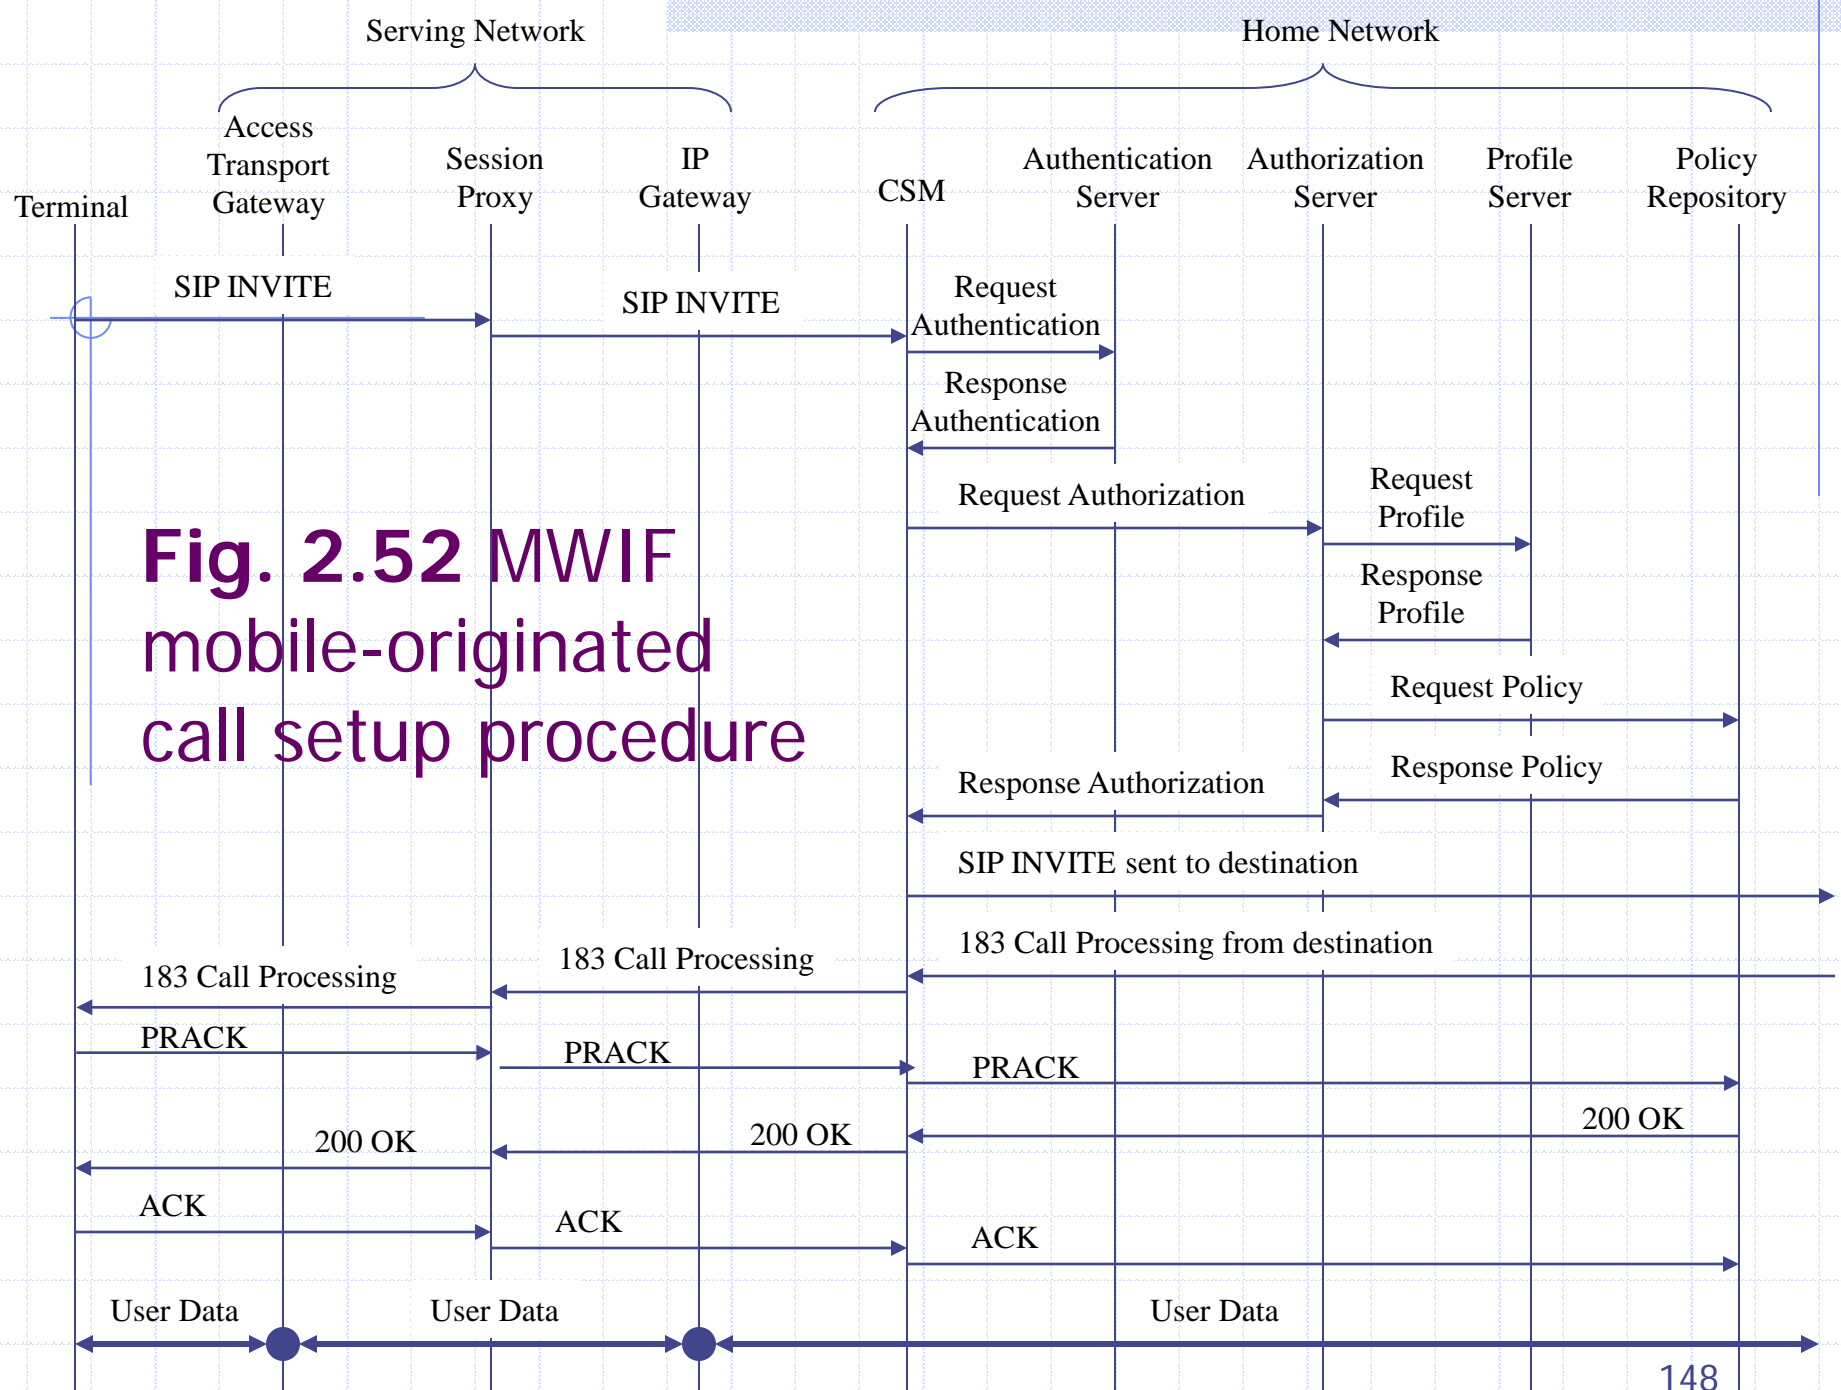 Serving Network
Home Network
Terminal
Access
Transport
Gateway
Session
Proxy
IP
Gateway
CSM
Authentication
Server
Authorization
Server
Profile
Server
Policy
Repository
SIP INVITE
SIP INVITE
Request
Authentication
Response
Authentication
Request Authorization
Request
Profile
Response
Profile
Fig. 2.52 MWIF
mobile-originated
call setup procedure
Request Policy
Response Policy
Response Authorization
SIP INVITE sent to destination
183 Call Processing from destination
183 Call Processing
183 Call Processing
PRACK
PRACK
PRACK
200 OK
200 OK
200 OK
ACK
ACK
ACK
User Data
User Data
User Data
148